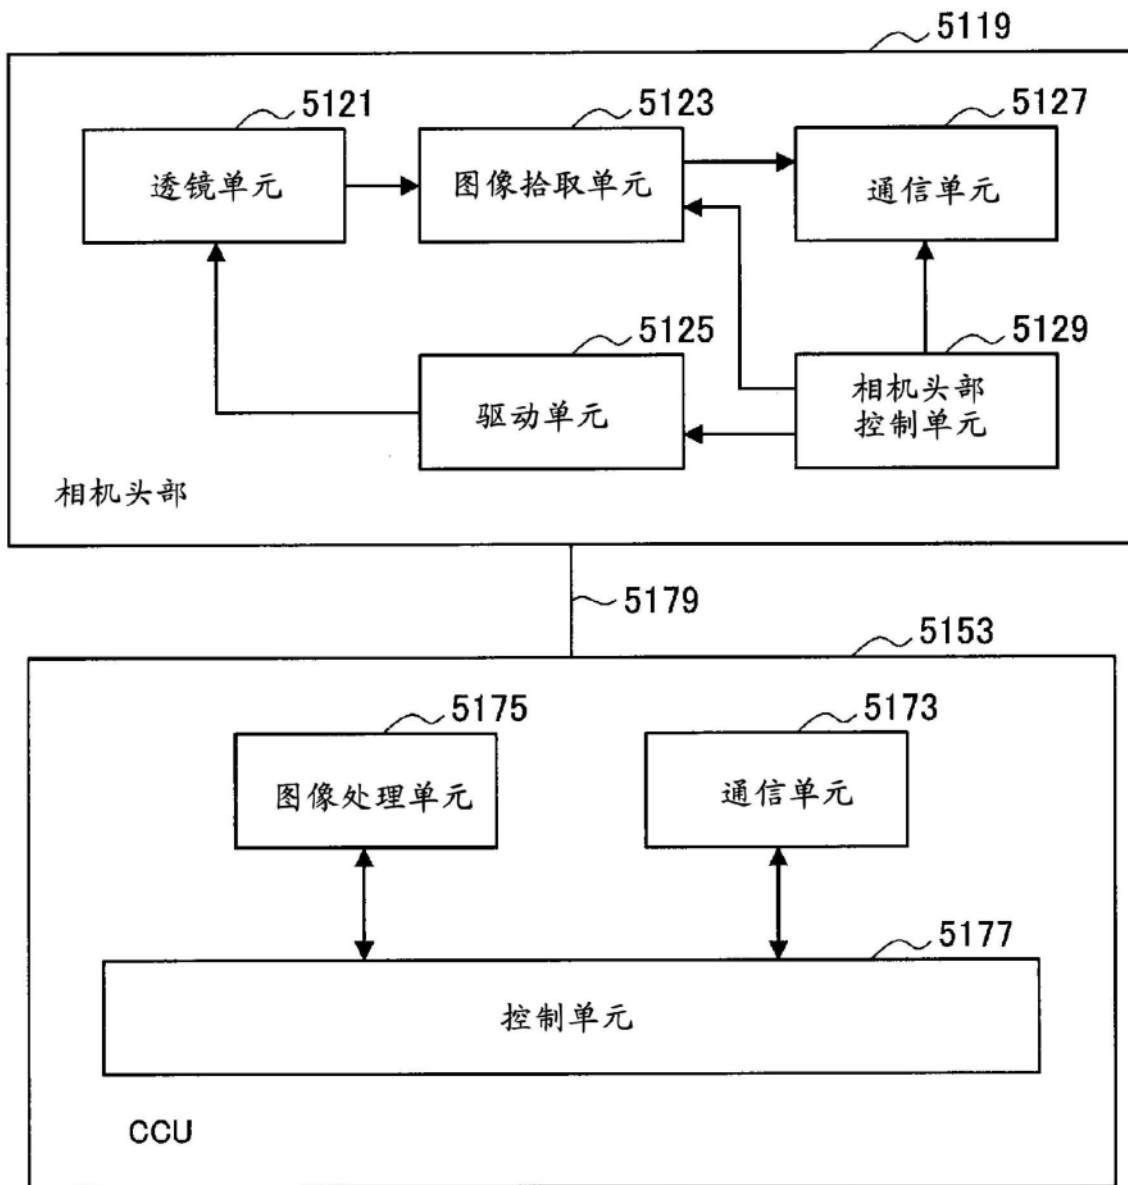 5119
5121
5123
5127
透镜单元
图像拾取单元
通信单元
5125
5129
驱动单元
相机头部
控制单元
相机头部
5179
5153
5175
5173
图像处理单元
通信单元
5177
控制单元
CCU